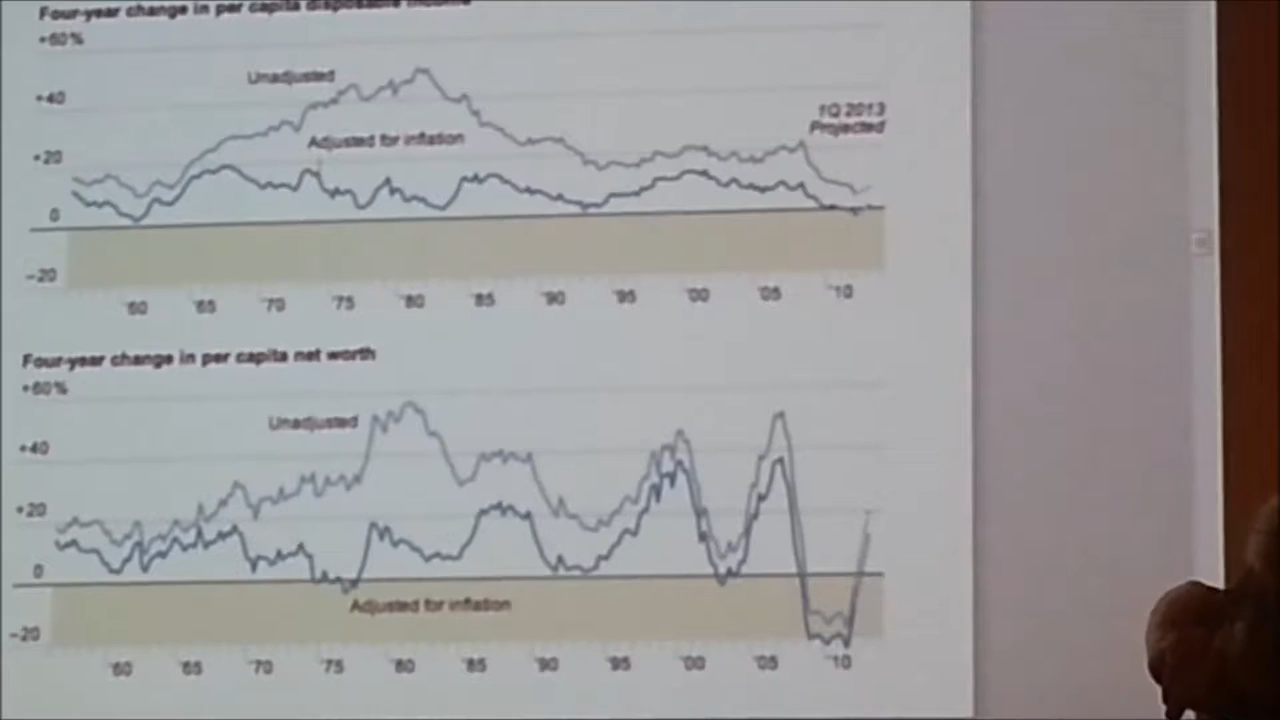 Four-year change in per capita disposable income
+60%
Unadjusted
+40
1Q 2013
Projected
Adjusted for inflation
+20
0
−20
'60 '65 '70 '75 '80 '85 '90 '95 '00 '05 '10
Four-year change in per capita net worth
+60%
Unadjusted
+40
+20
0
Adjusted for inflation
−20
'60 '65 '70 '75 '80 '85 '90 '95 '00 '05 '10